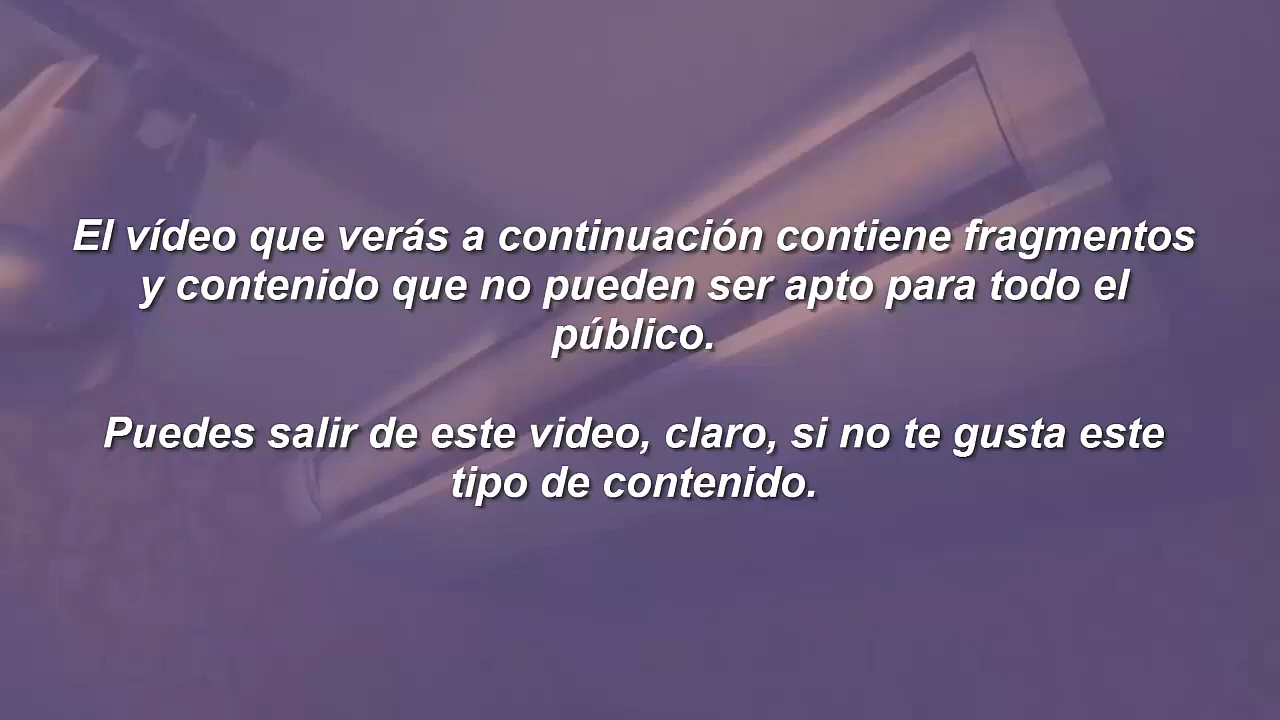 El vídeo que verás a continuación contiene fragmentos
y contenido que no pueden ser apto para todo el
público.
Puedes salir de este video, claro, si no te gusta este
tipo de contenido.